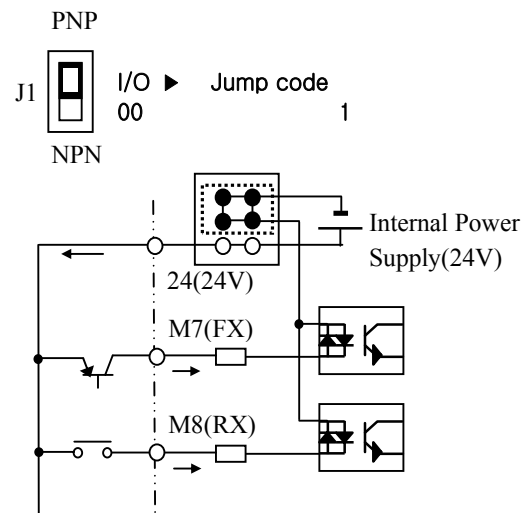 PNP
J1
I/O ► Jump code
00 1
NPN
Internal Power
Supply(24V)
24(24V)
M7(FX)
M8(RX)